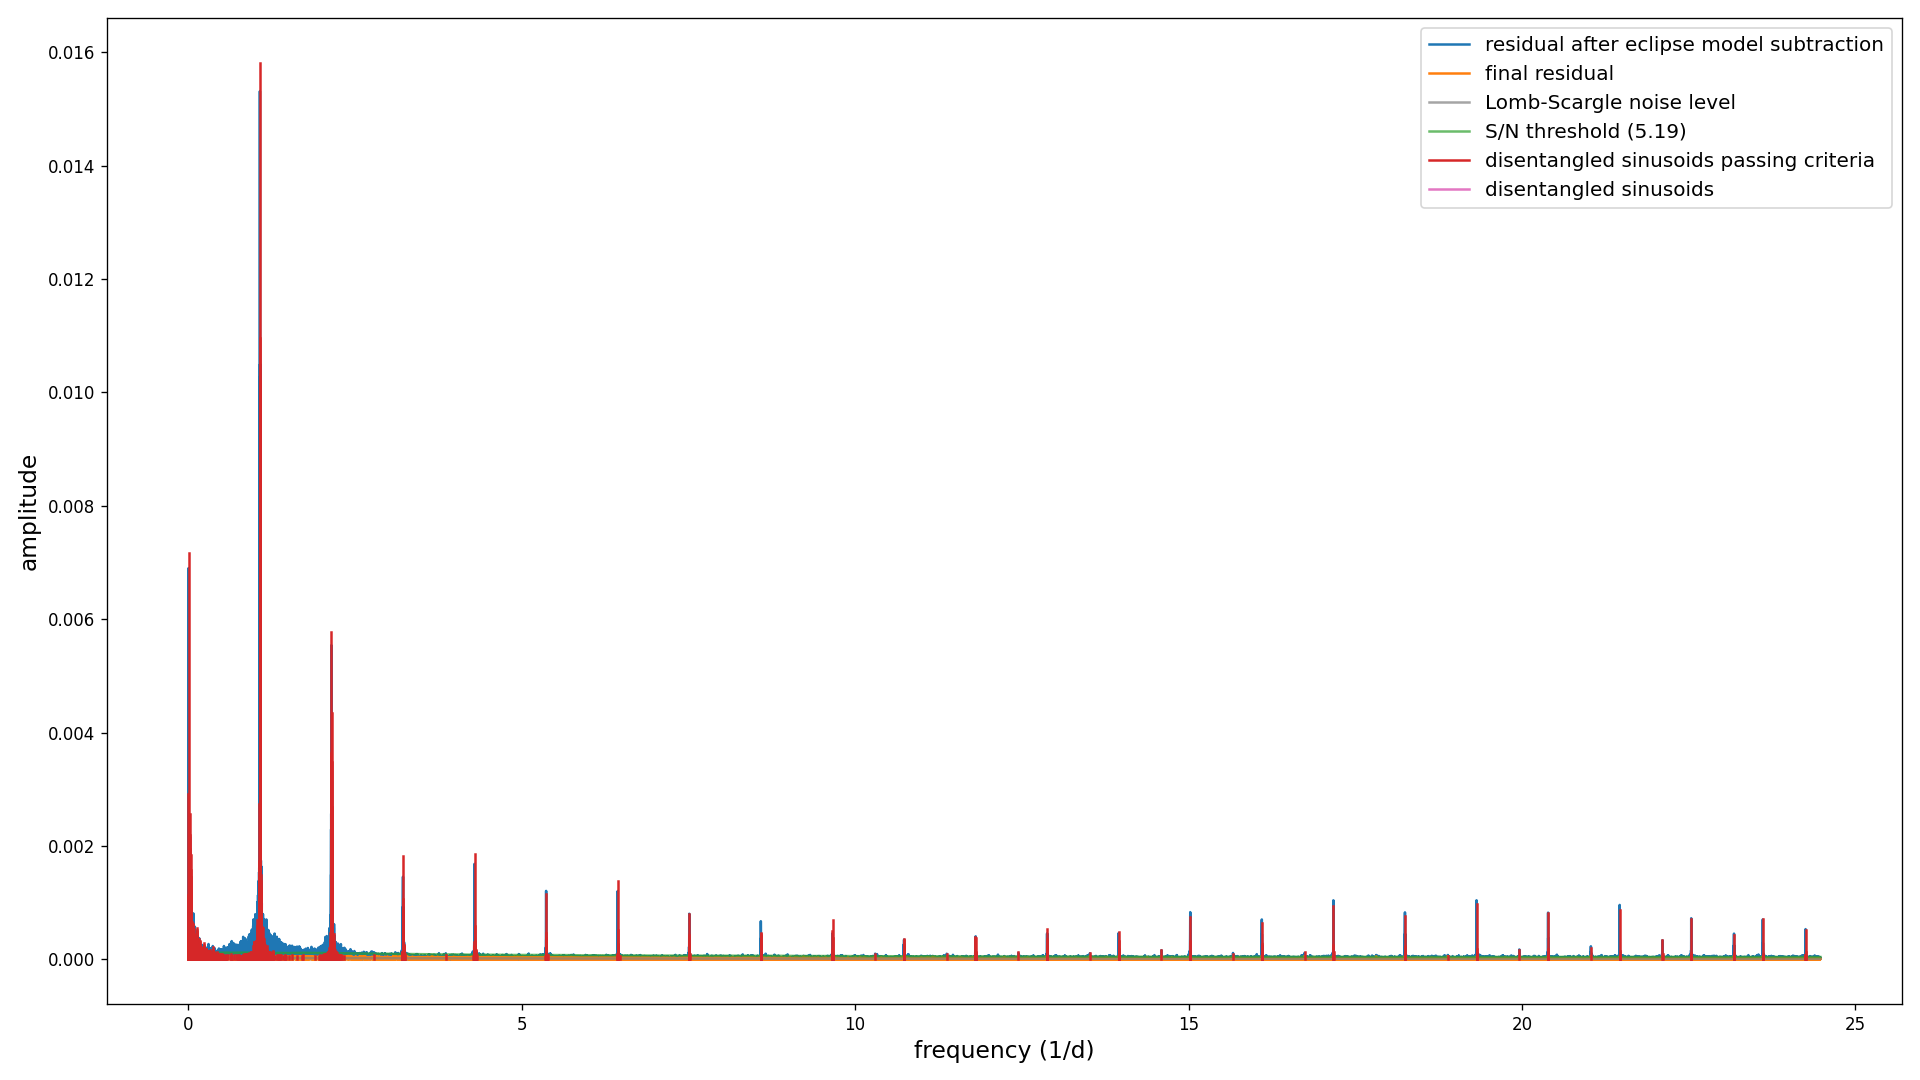 residual after eclipse model subtraction
final residual
Lomb-Scargle noise level
S/N threshold (5.19)
disentangled sinusoids passing criteria
disentangled sinusoids
amplitude
0.016
0.014
0.012
0.010
0.008
0.006
0.004
0.002
0.000
0 5 10 15 20 25
frequency (1/d)